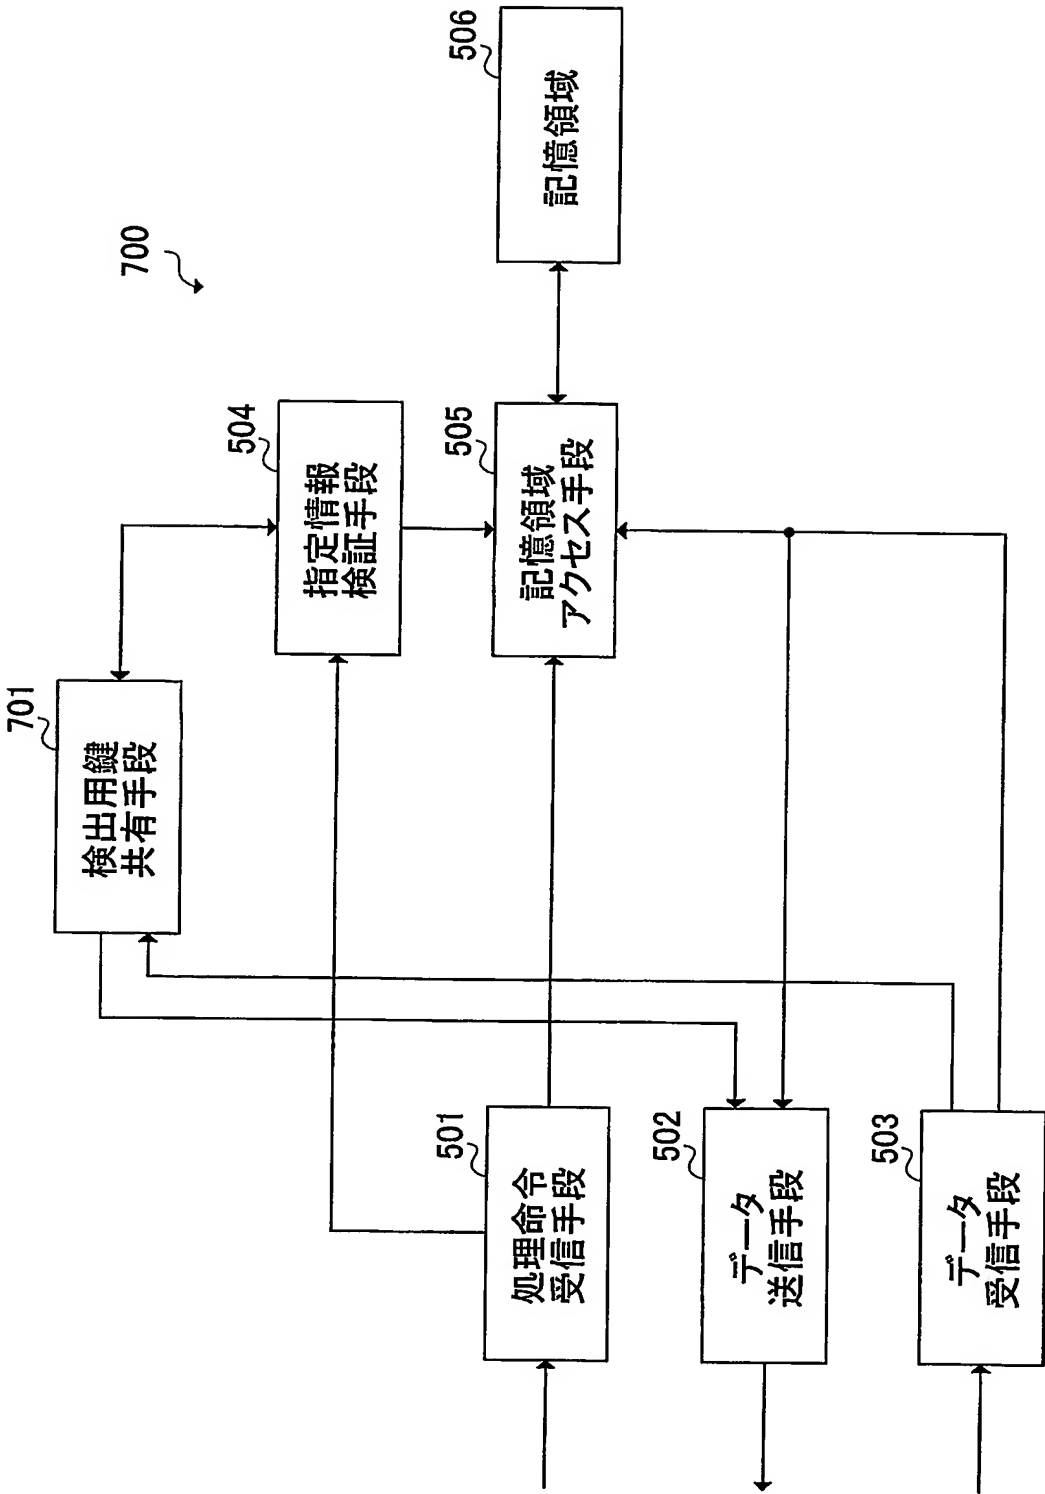 700
701
検出用鍵
共有手段
504
指定情報
検証手段
506
記憶領域
505
記憶領域
アクセス手段
501
処理命令
受信手段
502
データ
送信手段
503
データ
受信手段